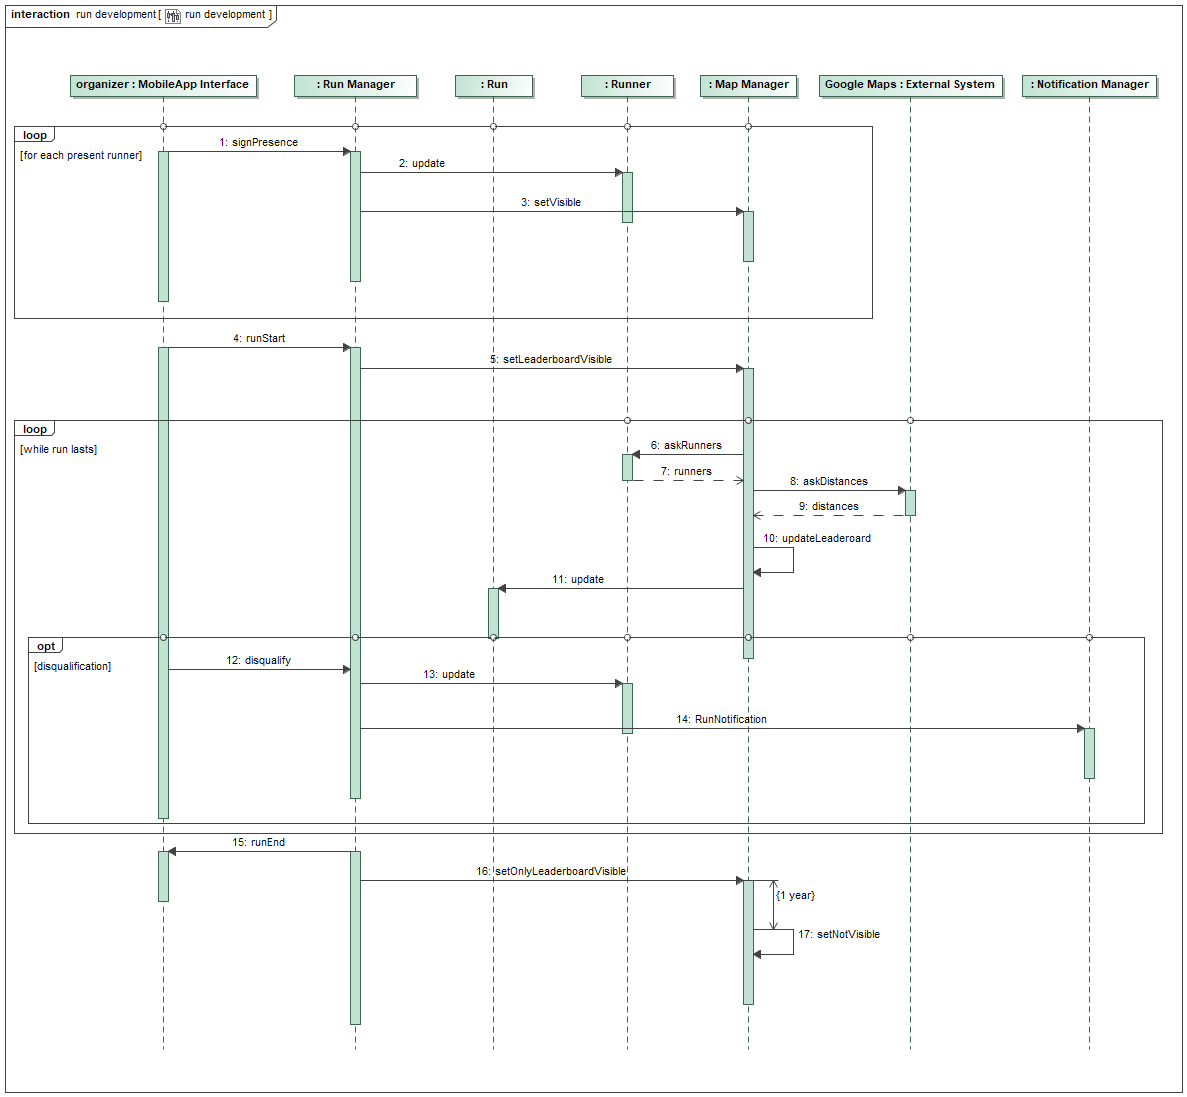 interaction run development [ run development ]
organizer : MobileApp Interface
: Run Manager
: Run
: Runner
: Map Manager
Google Maps : External System
: Notification Manager
loop
[for each present runner]
1: signPresence
2: update
3: setVisible
4: runStart
5: setLeaderboardVisible
loop
[while run lasts]
6: askRunners
7: runners
8: askDistances
9: distances
10: updateLeaderoard
11: update
opt
[disqualification]
12: disqualify
13: update
14: RunNotification
15: runEnd
16: setOnlyLeaderboardVisible
{1 year}
17: setNotVisible